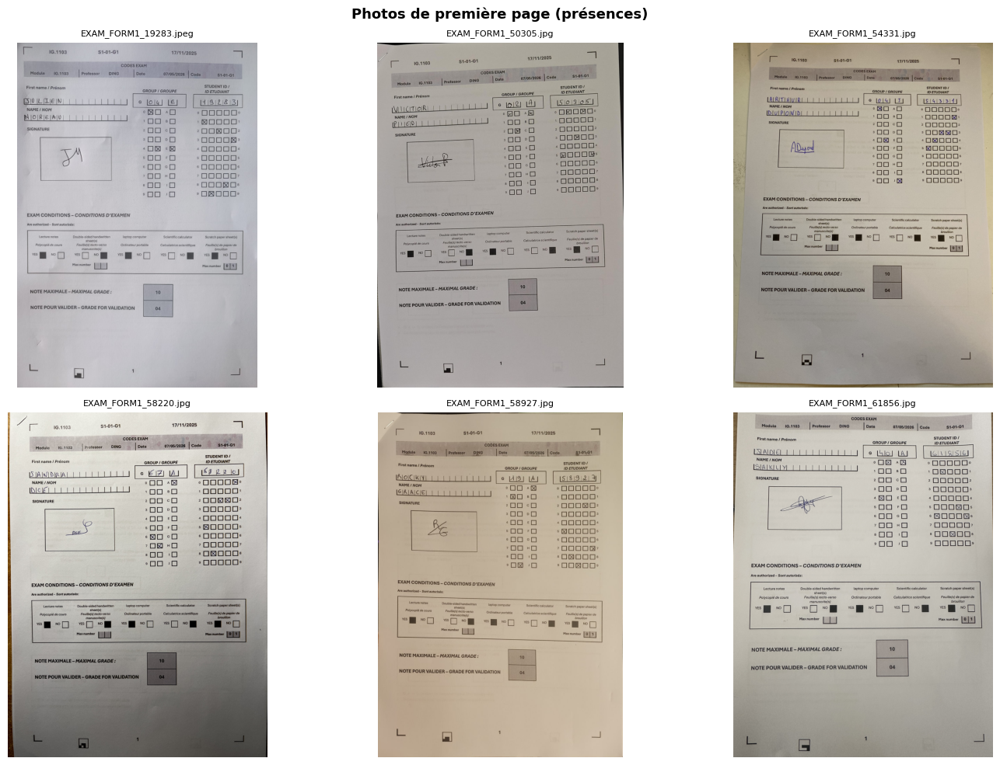 Photos de première page (présences)
EXAM_FORM1_19283.jpeg
IG.1103 S1-01-G1 17/11/2025
CODES EXAM
Module IG.1103 Professor DING Date 07/05/2026 Code S1-01-G1
First name / Prénom GROUP / GROUPE STUDENT ID / ID ETUDIANT
JULIEN G 04 E 19283
NAME / NOM
MOREAU
SIGNATURE
JM
EXAM CONDITIONS – CONDITIONS D'EXAMEN
Are authorized - Sont autorisés:
Lecture notes Double-sided handwritten sheet(s) laptop computer Scientific calculator Scratch paper sheet(s)
Polycopié de cours Feuille(s) recto-verso manuscrite(s) Ordinateur portable Calculatrice scientifique Feuille(s) de papier de brouillon
YES NO YES NO YES NO YES NO YES NO
Max number Max number 0 1
NOTE MAXIMALE – MAXIMAL GRADE : 10
NOTE POUR VALIDER – GRADE FOR VALIDATION 04
1
EXAM_FORM1_50305.jpg
IG.1103 S1-01-G1 17/11/2025
CODES EXAM
Module IG.1103 Professor DING Date 07/05/2026 Code S1-01-G1
First name / Prénom GROUP / GROUPE STUDENT ID / ID ETUDIANT
VICTOR G 02 A 50305
NAME / NOM
SIGNATURE
EXAM CONDITIONS – CONDITIONS D'EXAMEN
Are authorized - Sont autorisés:
Lecture notes Double-sided handwritten sheet(s) laptop computer Scientific calculator Scratch paper sheet(s)
Polycopié de cours Feuille(s) recto-verso manuscrite(s) Ordinateur portable Calculatrice scientifique Feuille(s) de papier de brouillon
YES NO YES NO YES NO YES NO YES NO
Max number Max number 0 1
NOTE MAXIMALE – MAXIMAL GRADE : 10
NOTE POUR VALIDER – GRADE FOR VALIDATION 04
1
EXAM_FORM1_54331.jpg
IG.1103 S1-01-G1 17/11/2025
CODES EXAM
Module IG.1103 Professor DING Date 07/05/2026 Code S1-01-G1
First name / Prénom GROUP / GROUPE STUDENT ID / ID ETUDIANT
ARTHUR G 04 J 54331
NAME / NOM
DUPOND
SIGNATURE
ADupond
EXAM CONDITIONS – CONDITIONS D'EXAMEN
Are authorized - Sont autorisés:
Lecture notes Double-sided handwritten sheet(s) laptop computer Scientific calculator Scratch paper sheet(s)
Polycopié de cours Feuille(s) recto-verso manuscrite(s) Ordinateur portable Calculatrice scientifique Feuille(s) de papier de brouillon
YES NO YES NO YES NO YES NO YES NO
Max number Max number 0 1
NOTE MAXIMALE – MAXIMAL GRADE : 10
NOTE POUR VALIDER – GRADE FOR VALIDATION 04
1
EXAM_FORM1_58220.jpg
IG.1103 S1-01-G1 17/11/2025
CODES EXAM
Module IG.1103 Professor DING Date 07/05/2026 Code S1-01-G1
First name / Prénom GROUP / GROUPE STUDENT ID / ID ETUDIANT
SANDRA G 67 A 58220
NAME / NOM
DOE
SIGNATURE
EXAM CONDITIONS – CONDITIONS D'EXAMEN
Are authorized - Sont autorisés:
Lecture notes Double-sided handwritten sheet(s) laptop computer Scientific calculator Scratch paper sheet(s)
Polycopié de cours Feuille(s) recto-verso manuscrite(s) Ordinateur portable Calculatrice scientifique Feuille(s) de papier de brouillon
YES NO YES NO YES NO YES NO YES NO
Max number Max number 0 1
NOTE MAXIMALE – MAXIMAL GRADE : 10
NOTE POUR VALIDER – GRADE FOR VALIDATION 04
1
EXAM_FORM1_58927.jpg
IG.1103 S1-01-G1 17/11/2025
CODES EXAM
Module IG.1103 Professor DING Date 07/05/2026 Code S1-01-G1
First name / Prénom GROUP / GROUPE STUDENT ID / ID ETUDIANT
ROCKY G 19 A 58927
NAME / NOM
GRACE
SIGNATURE
RG
EXAM CONDITIONS – CONDITIONS D'EXAMEN
Are authorized - Sont autorisés:
Lecture notes Double-sided handwritten sheet(s) laptop computer Scientific calculator Scratch paper sheet(s)
Polycopié de cours Feuille(s) recto-verso manuscrite(s) Ordinateur portable Calculatrice scientifique Feuille(s) de papier de brouillon
YES NO YES NO YES NO YES NO YES NO
Max number Max number 0 1
NOTE MAXIMALE – MAXIMAL GRADE : 10
NOTE POUR VALIDER – GRADE FOR VALIDATION 04
1
EXAM_FORM1_61856.jpg
CODES EXAM
Module IG.1103 Professor DING Date 07/05/2026 Code S1-01-G1
First name / Prénom GROUP / GROUPE STUDENT ID / ID ETUDIANT
JADE G 40 A 61856
NAME / NOM
SIGNATURE
EXAM CONDITIONS – CONDITIONS D'EXAMEN
Are authorized - Sont autorisés:
Lecture notes Double-sided handwritten sheet(s) laptop computer Scientific calculator Scratch paper sheet(s)
Polycopié de cours Feuille(s) recto-verso manuscrite(s) Ordinateur portable Calculatrice scientifique Feuille(s) de papier de brouillon
YES NO YES NO YES NO YES NO YES NO
Max number Max number 0 1
NOTE MAXIMALE – MAXIMAL GRADE : 10
NOTE POUR VALIDER – GRADE FOR VALIDATION 04
1